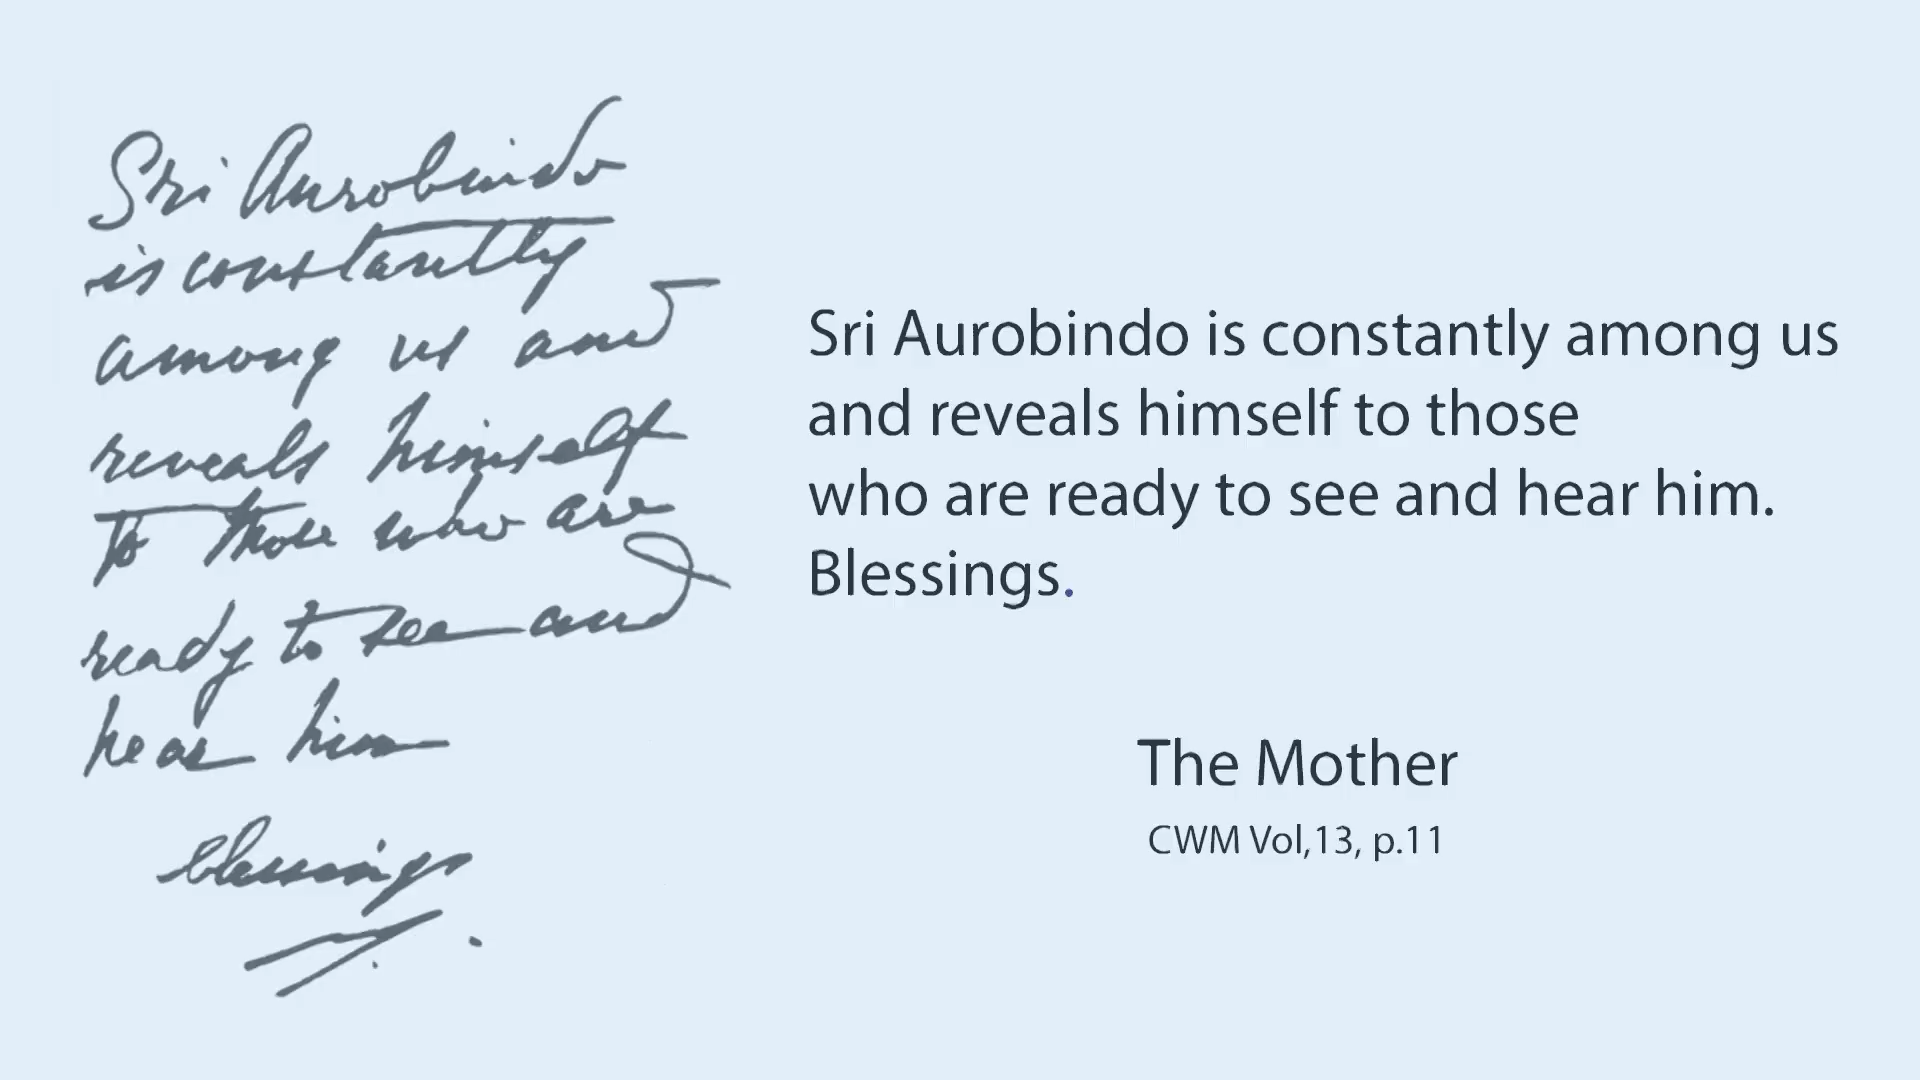 Sri Aurobindo
is constantly
among us and
reveals himself
to those who are
ready to see and
hear him
blessings
Sri Aurobindo is constantly among us
and reveals himself to those
who are ready to see and hear him.
Blessings.
The Mother
CWM Vol,13, p.11